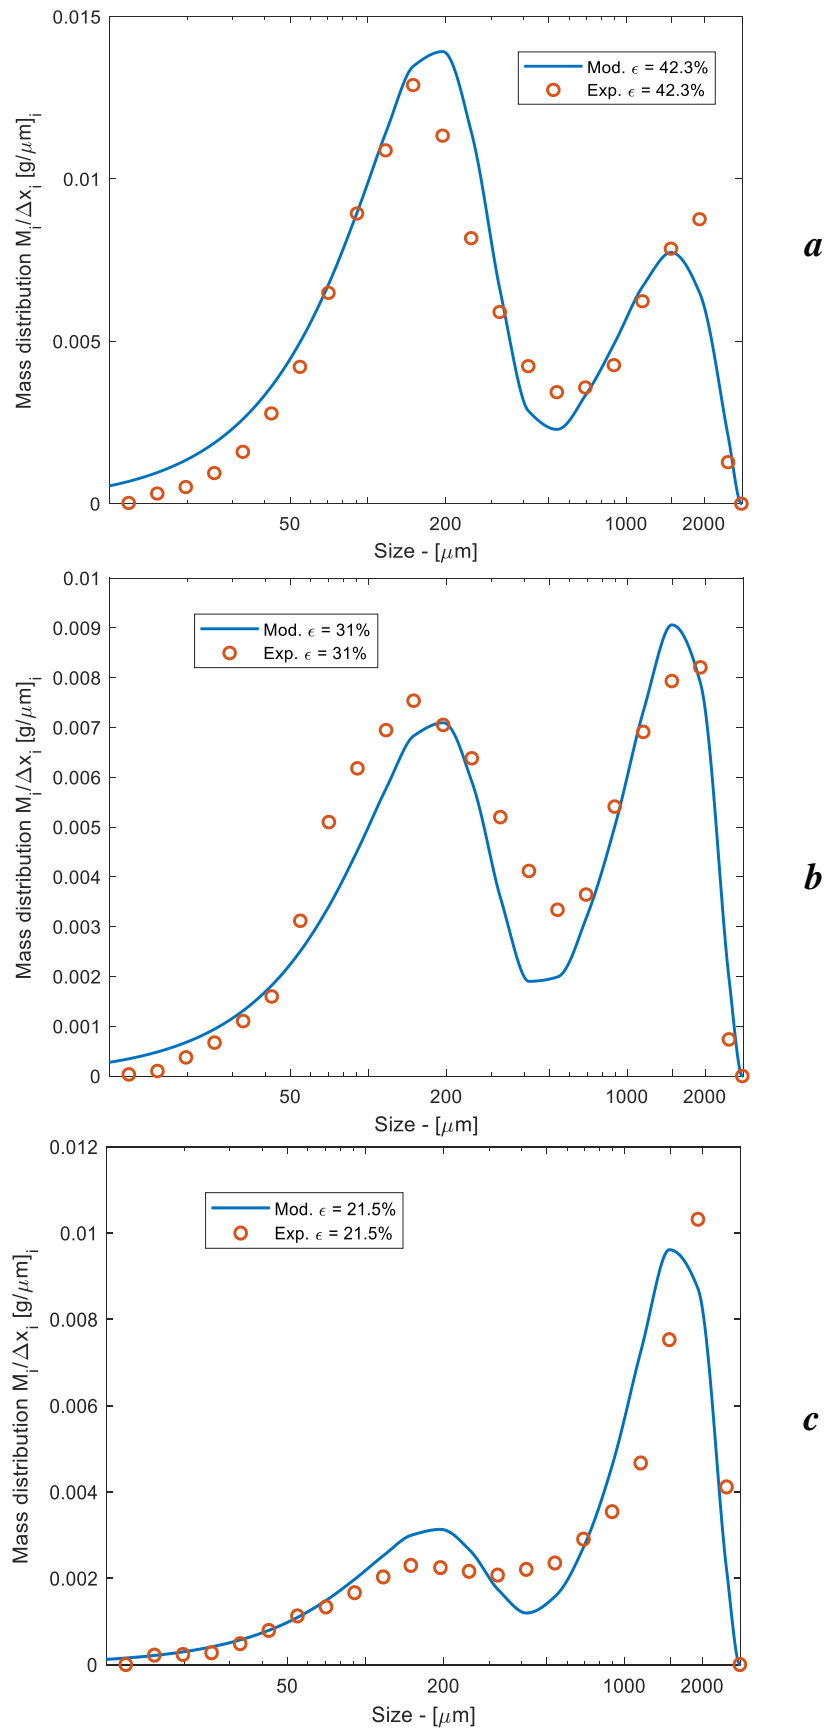 0.015
Mod. ϵ = 42.3%
Exp. ϵ = 42.3%
0.01
0.005
0
Mass distribution M_i/Δx_i [g/μm]_i
50 200 1000 2000
Size - [μm]
a
0.01
0.009
0.008
0.007
0.006
0.005
0.004
0.003
0.002
0.001
0
Mod. ϵ = 31%
Exp. ϵ = 31%
Mass distribution M_i/Δx_i [g/μm]_i
50 200 1000 2000
Size - [μm]
b
0.012
0.01
0.008
0.006
0.004
0.002
0
Mod. ϵ = 21.5%
Exp. ϵ = 21.5%
Mass distribution M_i/Δx_i [g/μm]_i
50 200 1000 2000
Size - [μm]
c